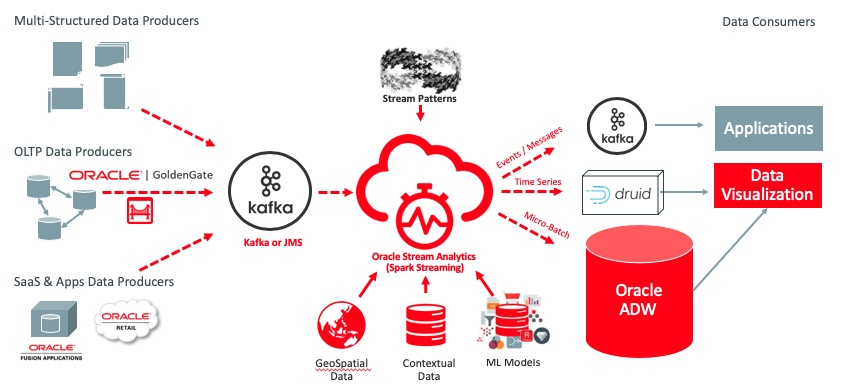 Multi-Structured Data Producers
Data Consumers
Stream Patterns
Events / Messages
kafka
Applications
OLTP Data Producers
ORACLE | GoldenGate
kafka
Kafka or JMS
Time Series
druid
Data
Visualization
Micro-Batch
Oracle Stream Analytics
(Spark Streaming)
Oracle
ADW
SaaS & Apps Data Producers
ORACLE
FUSION APPLICATIONS
ORACLE
RETAIL
GeoSpatial
Data
Contextual
Data
R
ML Models